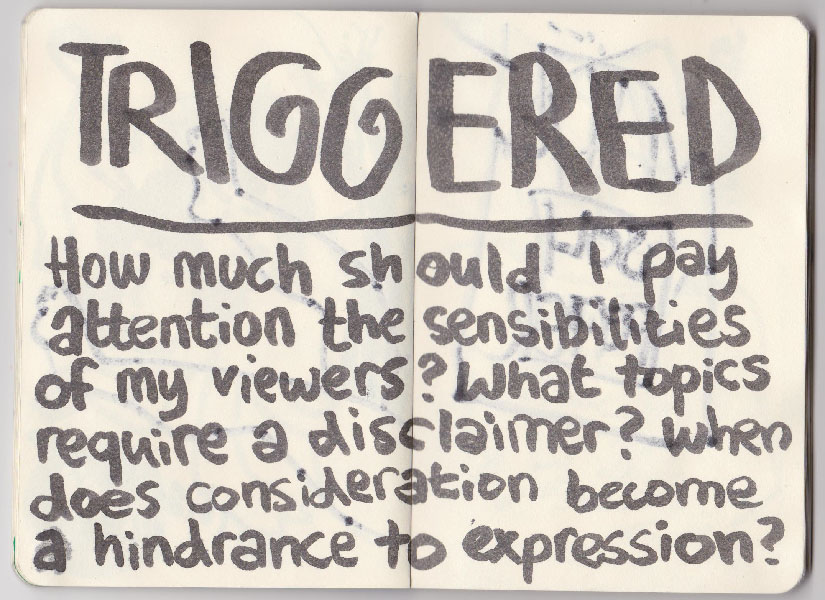 TRIGGERED
How much should I pay
attention the sensibilities
of my viewers? What topics
require a disclaimer? When
does consideration become
a hindrance to expression?